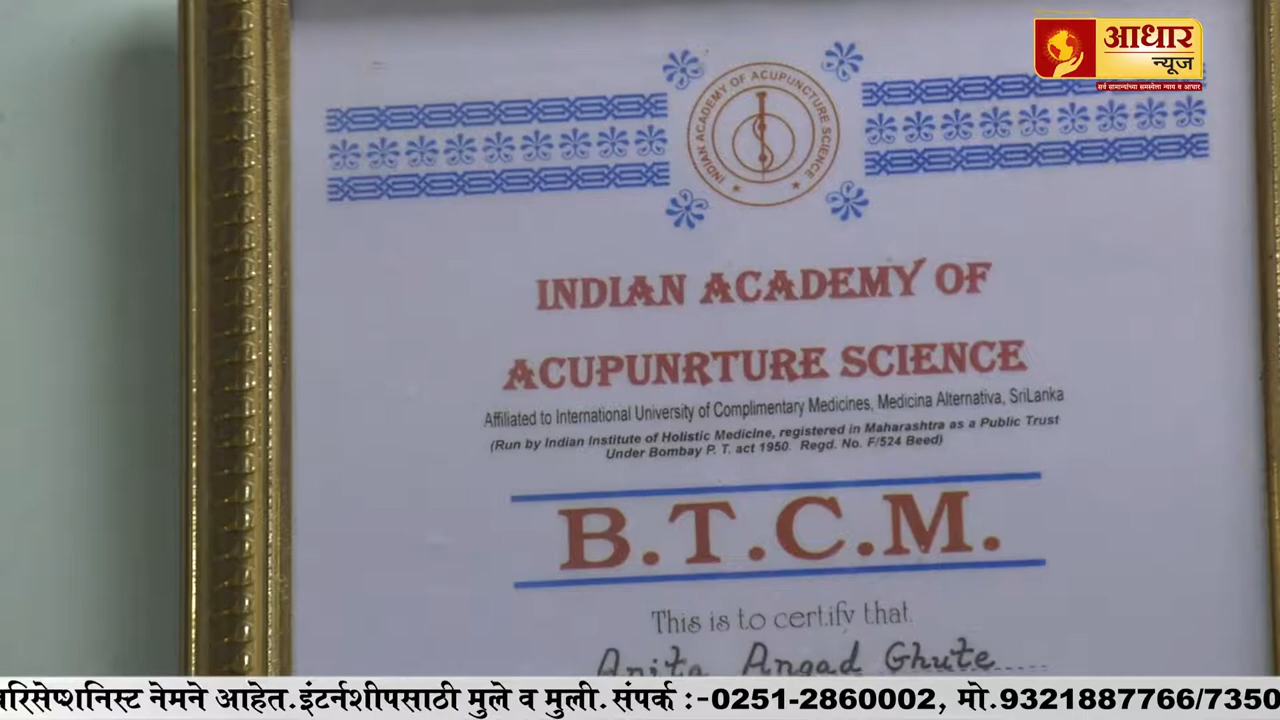 आधार
न्यूज
सर्व सामान्यांच्या समस्येला न्याय व आधार
INDIAN ACADEMY OF ACUPUNCTURE SCIENCE
INDIAN ACADEMY OF
ACUPUNRTURE SCIENCE
Affiliated to International University of Complimentary Medicines, Medicina Alternativa, SriLanka
(Run by Indian Institute of Holistic Medicine, registered in Maharashtra as a Public Trust
Under Bombay P. T. act 1950. Regd. No. F/524 Beed)
B.T.C.M.
This is to certify that
Anita Angad Ghute
रिसेप्शनिस्ट नेमने आहेत.इंटर्नशीपसाठी मुले व मुली.संपर्क :-0251-2860002, मो.9321887766/7350